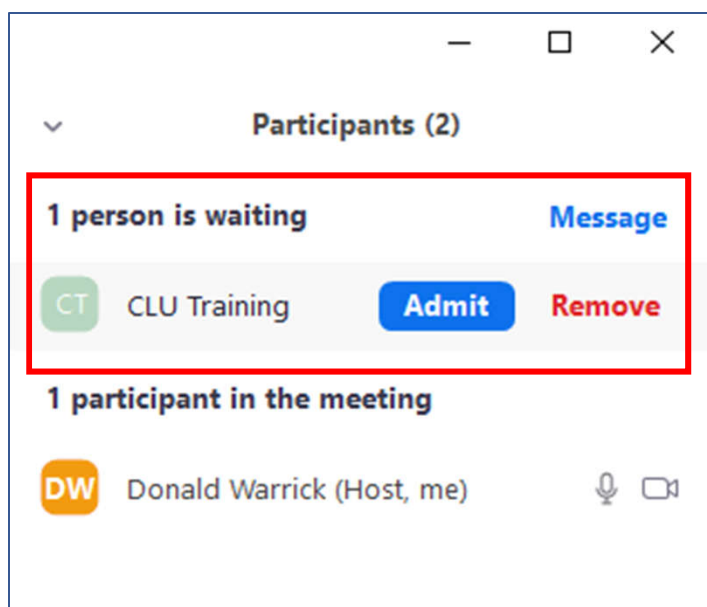 Participants (2)
1 person is waiting Message
CT CLU Training Admit Remove
1 participant in the meeting
DW Donald Warrick (Host, me)